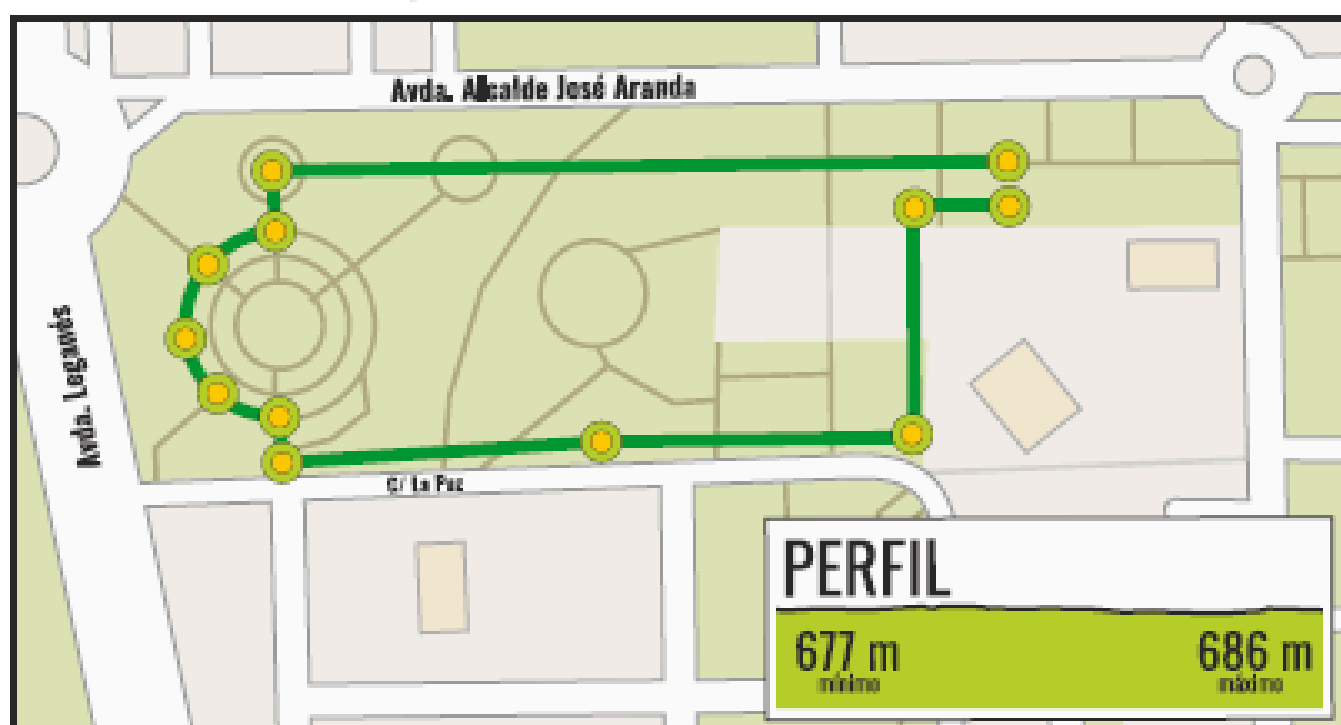 Avda. Alcalde José Aranda
Avda. Leganés
C/ La Paz
PERFIL
677 m
mínimo
686 m
máximo